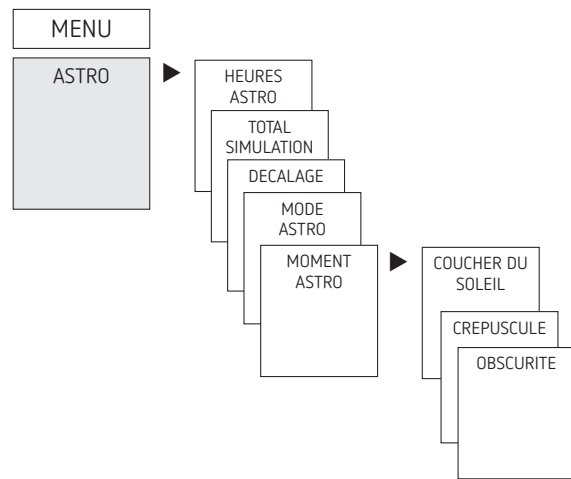 MENU
ASTRO
HEURES
ASTRO
TOTAL
SIMULATION
DECALAGE
MODE
ASTRO
MOMENT
ASTRO
COUCHER DU
SOLEIL
CREPUSCULE
OBSCURITE